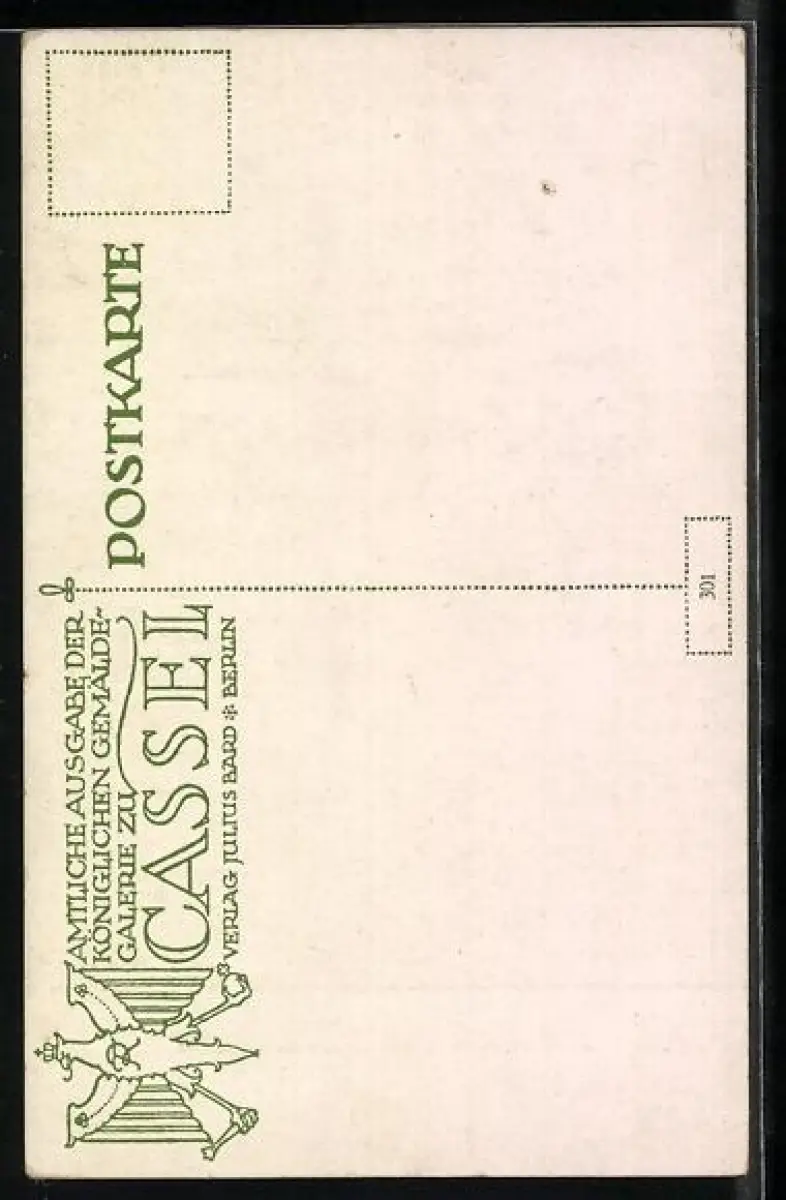 AMTLICHE AUSGABE DER
KÖNIGLICHEN GEMÄLDE~
GALERIE ZU
CASSEL
VERLAG JULIUS BARD * BERLIN
POSTKARTE
301